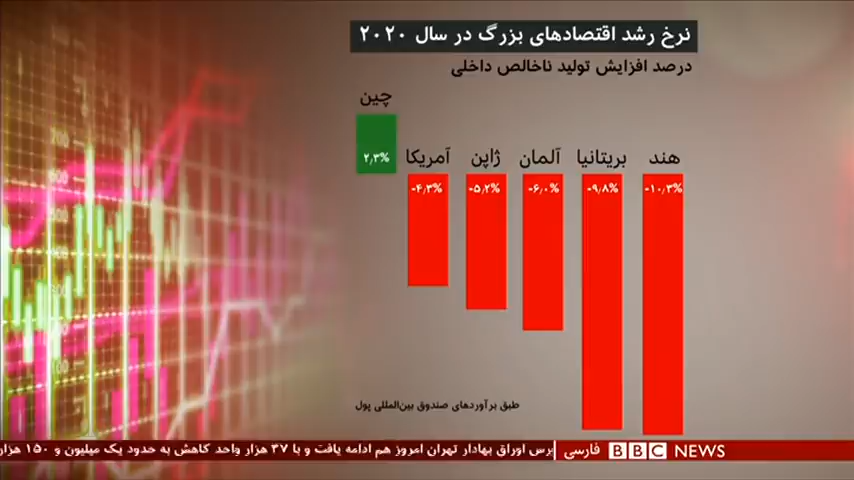 نرخ رشد اقتصادهای بزرگ در سال ۲۰۲۰
درصد افزایش تولید ناخالص داخلی
چین
۲٫۳%
آمریکا
-۴٫۳%
ژاپن
-۵٫۲%
آلمان
-۶٫۰%
بریتانیا
-۹٫۸%
هند
-۱۰٫۳%
طبق برآوردهای صندوق بین‌المللی پول
BBC NEWS فارسی
بورس اوراق بهادار تهران امروز هم ادامه یافت و با ۳۷ هزار واحد کاهش به حدود یک میلیون و ۱۵۰ هزار